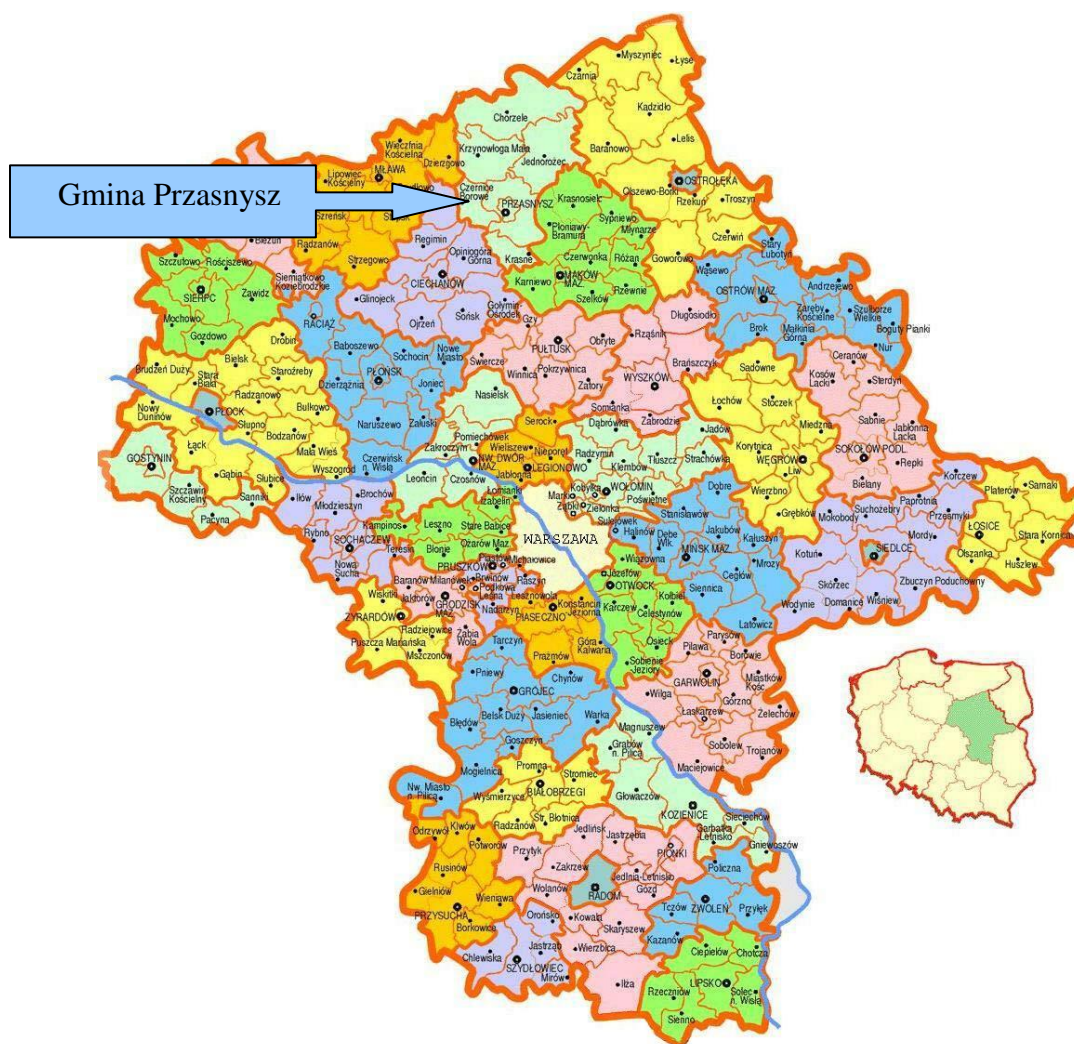 Gmina Przasnysz
Myszyniec
Łyse
Czarnia
Kadzidło
Lelis
Baranowo
Chorzele
Krzynowłoga Mała
Jednorożec
Wieczfnia
Kościelna
Dzierzgowo
Lipowiec
Kościelny
MŁAWA
Czernice
Borowe
PRZASNYSZ
Krasne
OSTROŁĘKA
Olszewo-Borki
Rzekuń
Troszyn
Czerwin
Goworowo
Krasnosielc
Sypniewo
Młynarze
Płoniawy-
Bramura
Czerwonka
Różan
MAKÓW
MAZ.
Karniewo
Szelków
Rzewnie
Stary
Lubotyń
Wąsewo
OSTRÓW MAZ.
Andrzejewo
Zaręby
Kościelne
Szulborze
Wielkie
Boguty Pianki
Brok
Małkinia
Górna
Nur
Radzanów
Strzegowo
Regimin
Opiniogóra
Górna
CIECHANÓW
Glinojeck
Ojrzeń
Sońsk
Gołymin-
Ośrodek
Gzy
Bieżuń
Siemiątkowo
Koziebrodzkie
Szczutowo
Rościszewo
SIERPC
Zawidz
Mochowo
Gozdowo
RACIĄŻ
Baboszewo
Sochocin
Nowe
Miasto
PŁOŃSK
Dzierzążnia
Joniec
Naruszewo
Załuski
Czerwińsk
n. Wisłą
Świercze
PUŁTUSK
Obryte
Winnica
Pokrzywnica
Zatory
Rząśnik
Długosiodło
Brańszczyk
WYSZKÓW
Somianka
Zabrodzie
Drobin
Bielsk
Staroźreby
Brudzeń Duży
Stara
Biała
Radzanowo
Bulkowo
PŁOCK
Słupno
Bodzanów
Mała Wieś
Wyszogród
Nowy
Duninów
Łąck
Gąbin
Słubice
Sanniki
GOSTYNIN
Szczawin
Kościelny
Pacyna
Nasielsk
Pomiechówek
Zakroczym
NW. DWÓR
MAZ.
Leoncin
Czosnów
Serock
Wieliszew
Nieporęt
LEGIONOWO
Jabłonna
Dąbrówka
Jadów
Radzymin
Tłuszcz
Strachówka
Klembów
Kobyłka
WOŁOMIN
Marki
Poświętne
Ząbki
Zielonka
Sadowne
Łochów
Stoczek
Miedzna
Korytnica
WĘGRÓW
Liw
Wierzbno
Grębków
Ceranów
Kosów
Lacki
Sterdyń
Sabnie
Jabłonna
Lacka
SOKOŁÓW PODL.
Repki
Bielany
Korczew
Paprotnia
Suchożebry
Przesmyki
Mokobody
Mordy
SIEDLCE
Kotuń
Zbuczyn Poduchowny
Skórzec
Wiśniew
Wodynie
Domanice
Sarnaki
Platerów
ŁOSICE
Stara Kornica
Olszanka
Huszlew
Iłów
Brochów
Młodzieszyn
Rybno
SOCHACZEW
Teresin
Nowa
Sucha
Kampinos
Leszno
Łomianki
Izabelin
Stare Babice
Błonie
Ożarów Maz.
WARSZAWA
PRUSZKÓW
Piastów
Michałowice
Raszyn
Brwinów
Nadarzyn
Podkowa
Leśna
Baranów
Milanówek
Jaktorów
GRODZISK
MAZ.
Żabia
Wola
Wiskitki
ŻYRARDÓW
Radziejowice
Puszcza Mariańska
Mszczonów
Lesznowola
Konstancin
Jeziorna
PIASECZNO
Góra
Kalwaria
Prażmów
Tarczyn
Sulejówek
Halinów
Dębe
Wlk.
Dobre
Stanisławów
Jakubów
Kałuszyn
MIŃSK MAZ.
Mrozy
Cegłów
Siennica
Latowicz
Wiązowna
Józefów
OTWOCK
Karczew
Kołbiel
Celestynów
Osieck
Sobienie
Jeziory
Parysów
Pilawa
Borowie
GARWOLIN
Miastków
Kośc.
Wilga
Górzno
Łaskarzew
Żelechów
Sobolew
Trojanów
Maciejowice
Pniewy
Chynów
GRÓJEC
Belsk Duży
Jasieniec
Warka
Błędów
Goszczyn
Mogielnica
Nw. Miasto
n. Pilicą
Magnuszew
Grabów
n. Pilicą
Głowaczów
KOZIENICE
Sieciechów
Garbatka
Letnisko
Gniewoszów
Promna
Stromiec
BIAŁOBRZEGI
Wyśmierzyce
Radzanów
Str. Błotnica
Odrzywół
Klwów
Potworów
Rusinów
Gielniów
Wieniawa
PRZYSUCHA
Borkowice
Jedlińsk
Jastrzębia
Przytyk
PIONKI
Zakrzew
Jedlnia-Letnisko
Gózd
RADOM
Wolanów
Kowala
Skaryszew
Wierzbica
Iłża
Orońsko
Jastrząb
Chlewiska
SZYDŁOWIEC
Mirów
Policzna
Tczów
ZWOLEŃ
Przyłęk
Kazanów
Ciepielów
Chotcza
LIPSKO
Rzeczniów
Solec
n. Wisłą
Sienno